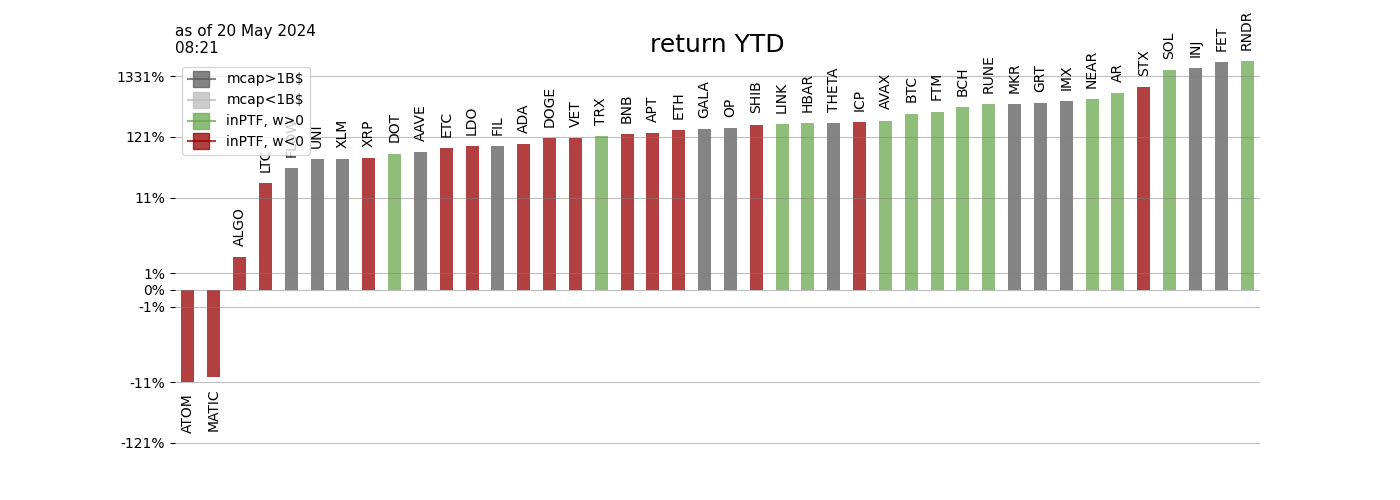 as of 20 May 2024
08:21
return YTD
mcap>1B$
mcap<1B$
inPTF, w>0
inPTF, w<0
1331%
121%
11%
1%
0%
-1%
-11%
-121%
ATOM
MATIC
ALGO
LTC
FLOW
UNI
XLM
XRP
DOT
AAVE
ETC
LDO
FIL
ADA
DOGE
VET
TRX
BNB
APT
ETH
GALA
OP
SHIB
LINK
HBAR
THETA
ICP
AVAX
BTC
FTM
BCH
RUNE
MKR
GRT
IMX
NEAR
AR
STX
SOL
INJ
FET
RNDR